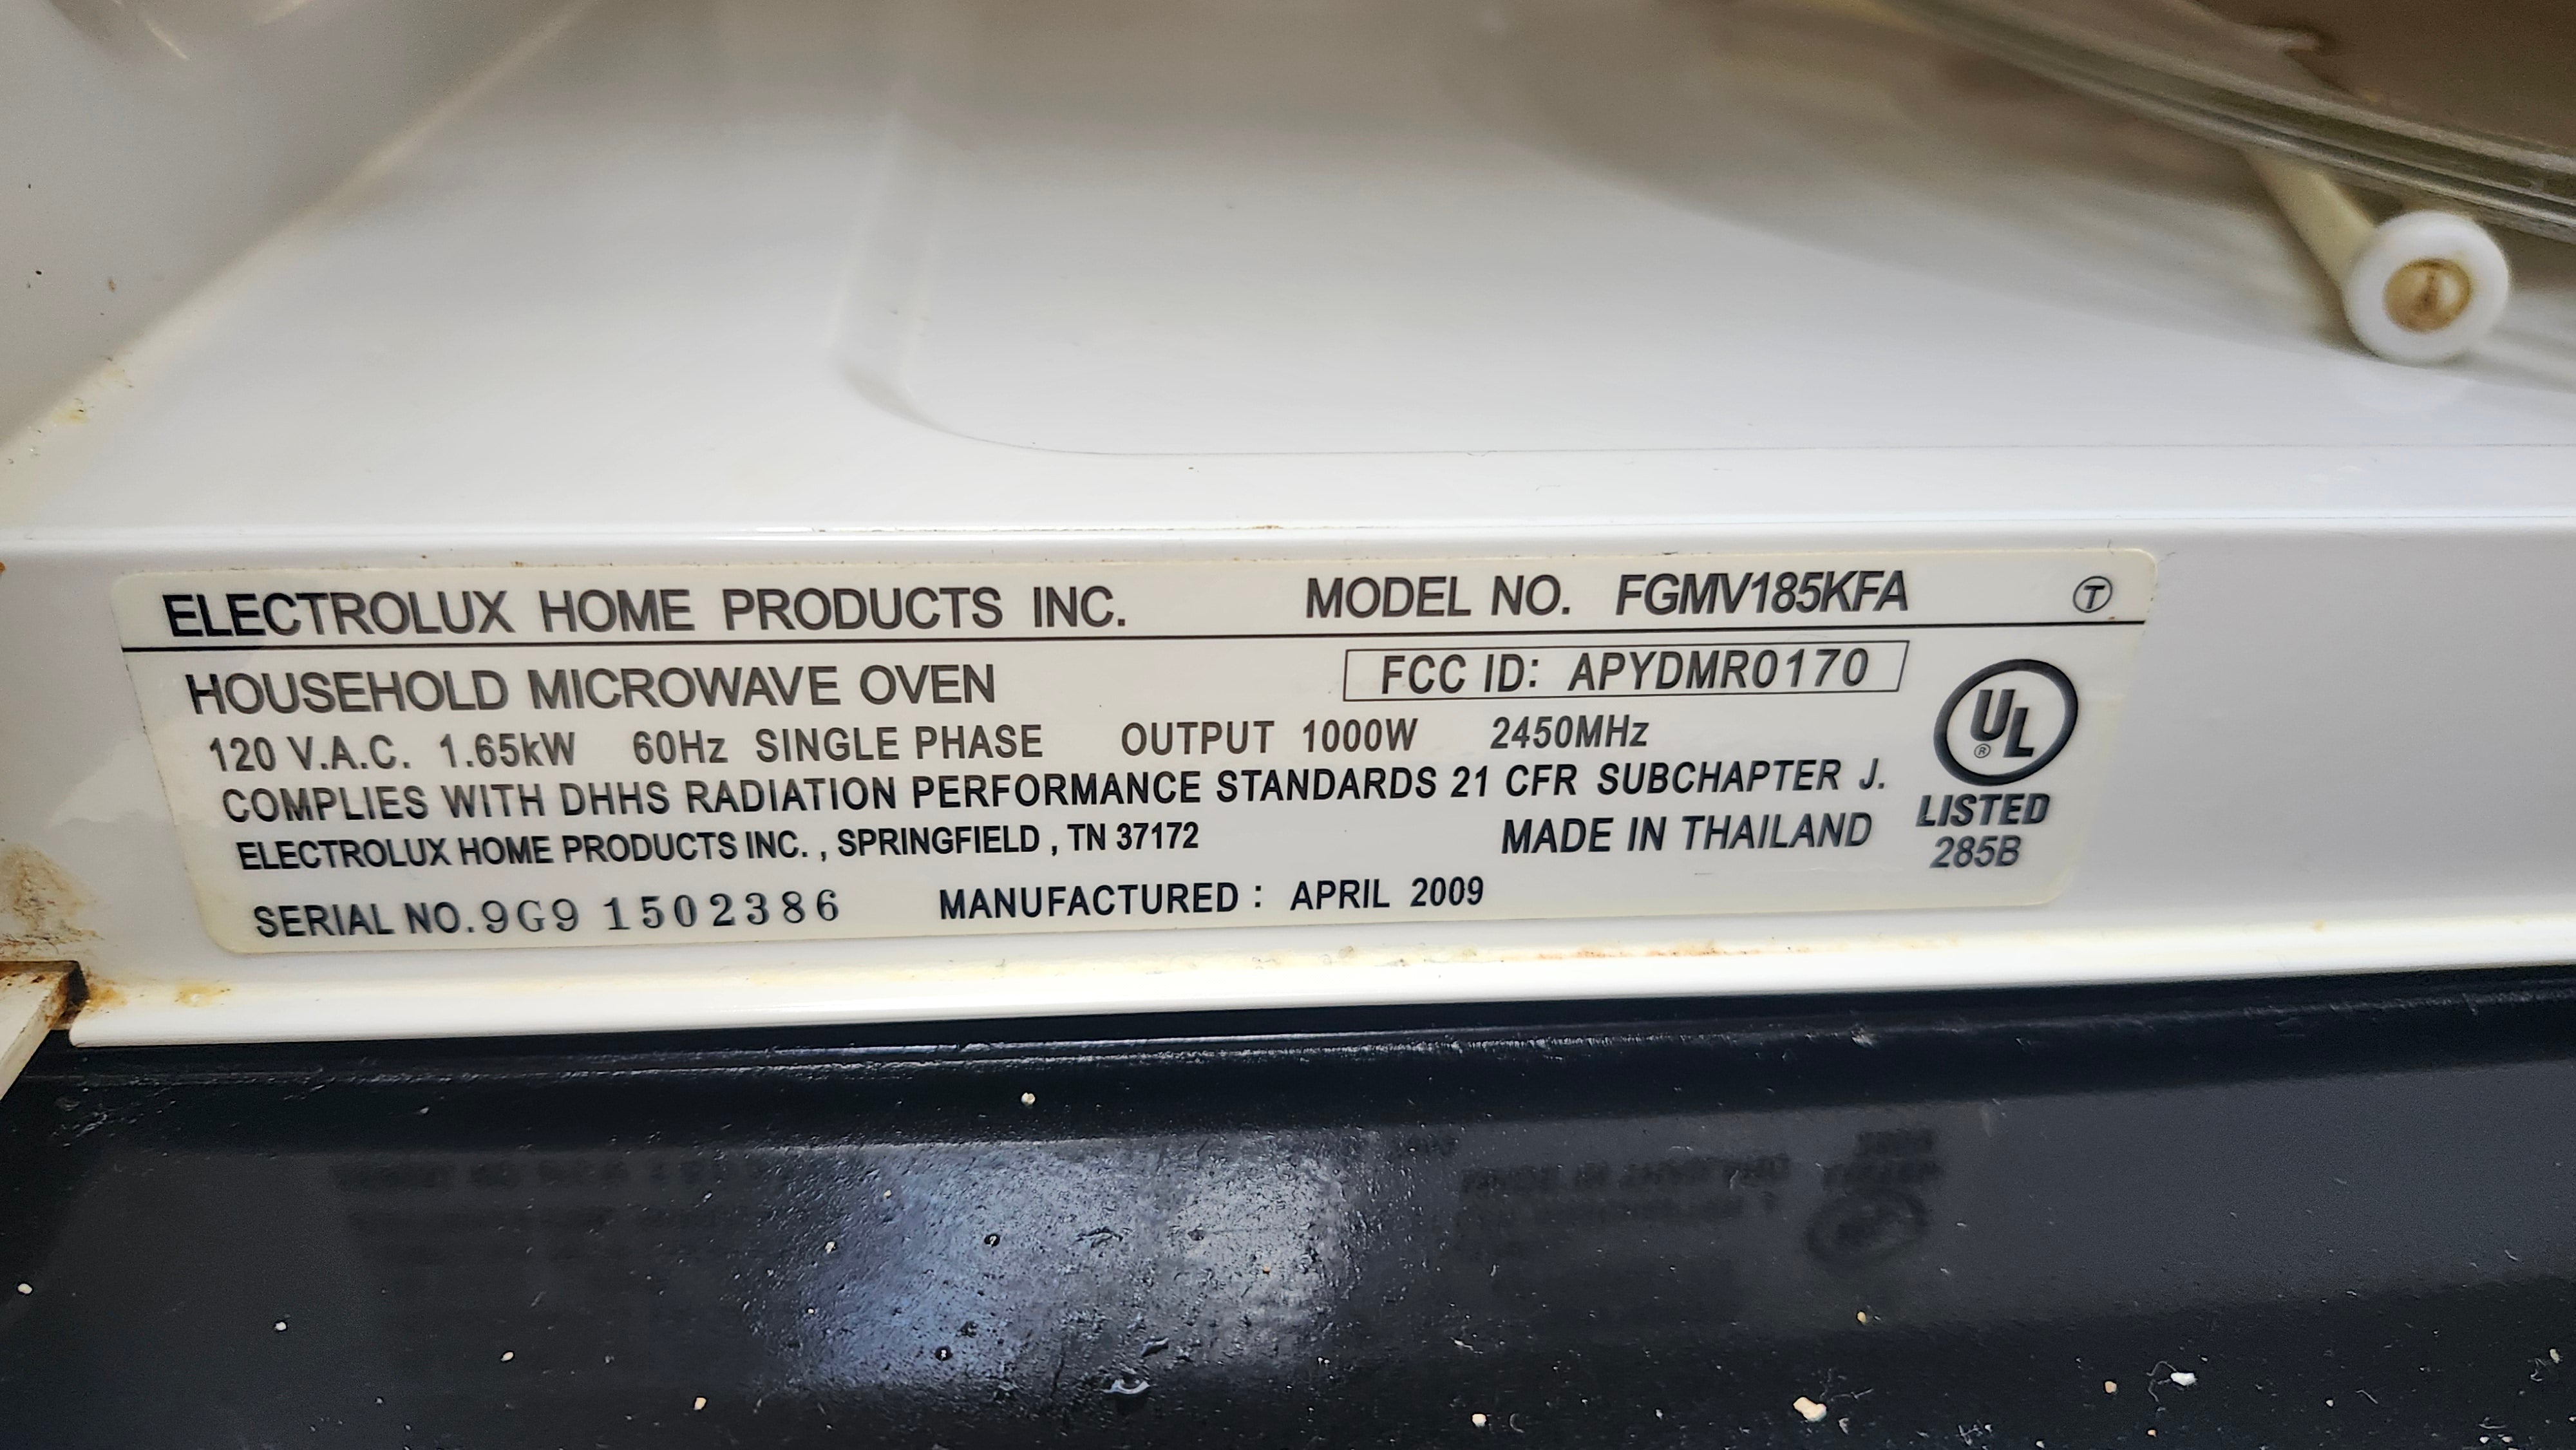 ELECTROLUX HOME PRODUCTS INC. MODEL NO. FGMV185KFA T
HOUSEHOLD MICROWAVE OVEN FCC ID: APYDMR0170
UL ®
120 V.A.C. 1.65kW 60Hz SINGLE PHASE OUTPUT 1000W 2450MHz
COMPLIES WITH DHHS RADIATION PERFORMANCE STANDARDS 21 CFR SUBCHAPTER J.
LISTED
ELECTROLUX HOME PRODUCTS INC. , SPRINGFIELD , TN 37172 MADE IN THAILAND
285B
SERIAL NO. 9G9 1502386 MANUFACTURED : APRIL 2009